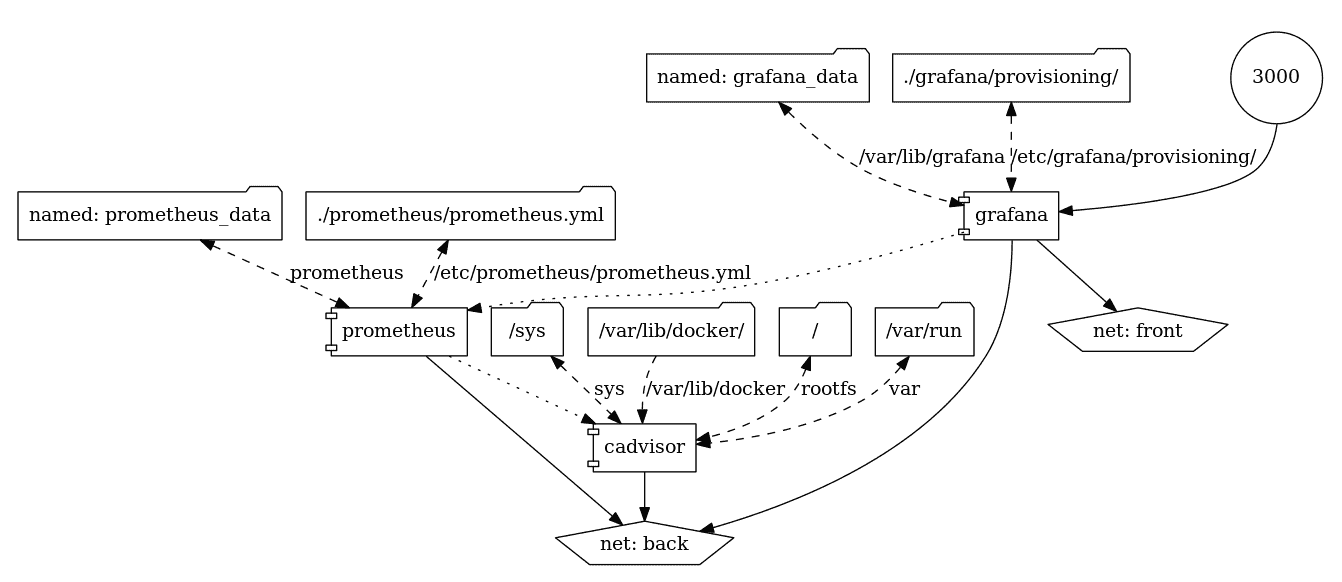 named: grafana_data
./grafana/provisioning/
3000
/var/lib/grafana
/etc/grafana/provisioning/
named: prometheus_data
./prometheus/prometheus.yml
grafana
prometheus
/etc/prometheus/prometheus.yml
prometheus
/sys
/var/lib/docker/
/
/var/run
net: front
sys
/var/lib/docker
rootfs
var
cadvisor
net: back